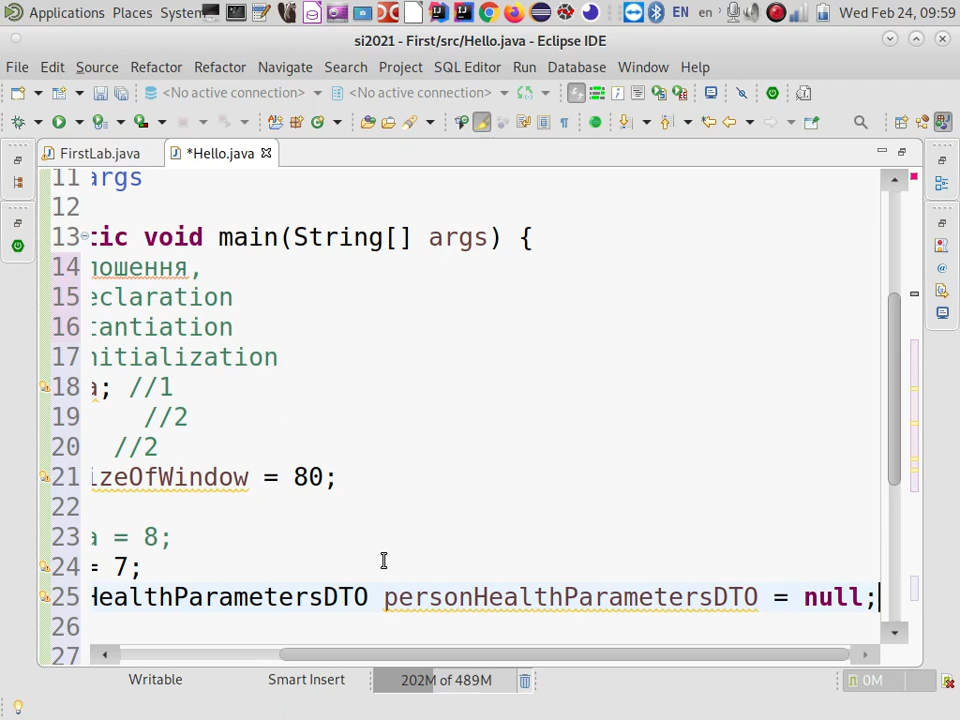 Applications Places System EN en Wed Feb 24, 09:59
si2021 - First/src/Hello.java - Eclipse IDE
File Edit Source Refactor Refactor Navigate Search Project SQL Editor Run Database Window Help
<No active connection> <No active connection>
FirstLab.java *Hello.java
11 args
12
13 tic void main(String[] args) {
14 лошення,
15 eclaration
16 tantiation
17 nitialization
18 a; //1
19 //2
20 //2
21 izeOfWindow = 80;
22
23 a = 8;
24 = 7;
25 HealthParametersDTO personHealthParametersDTO = null;
26
27
Writable Smart Insert 202M of 489M 0M